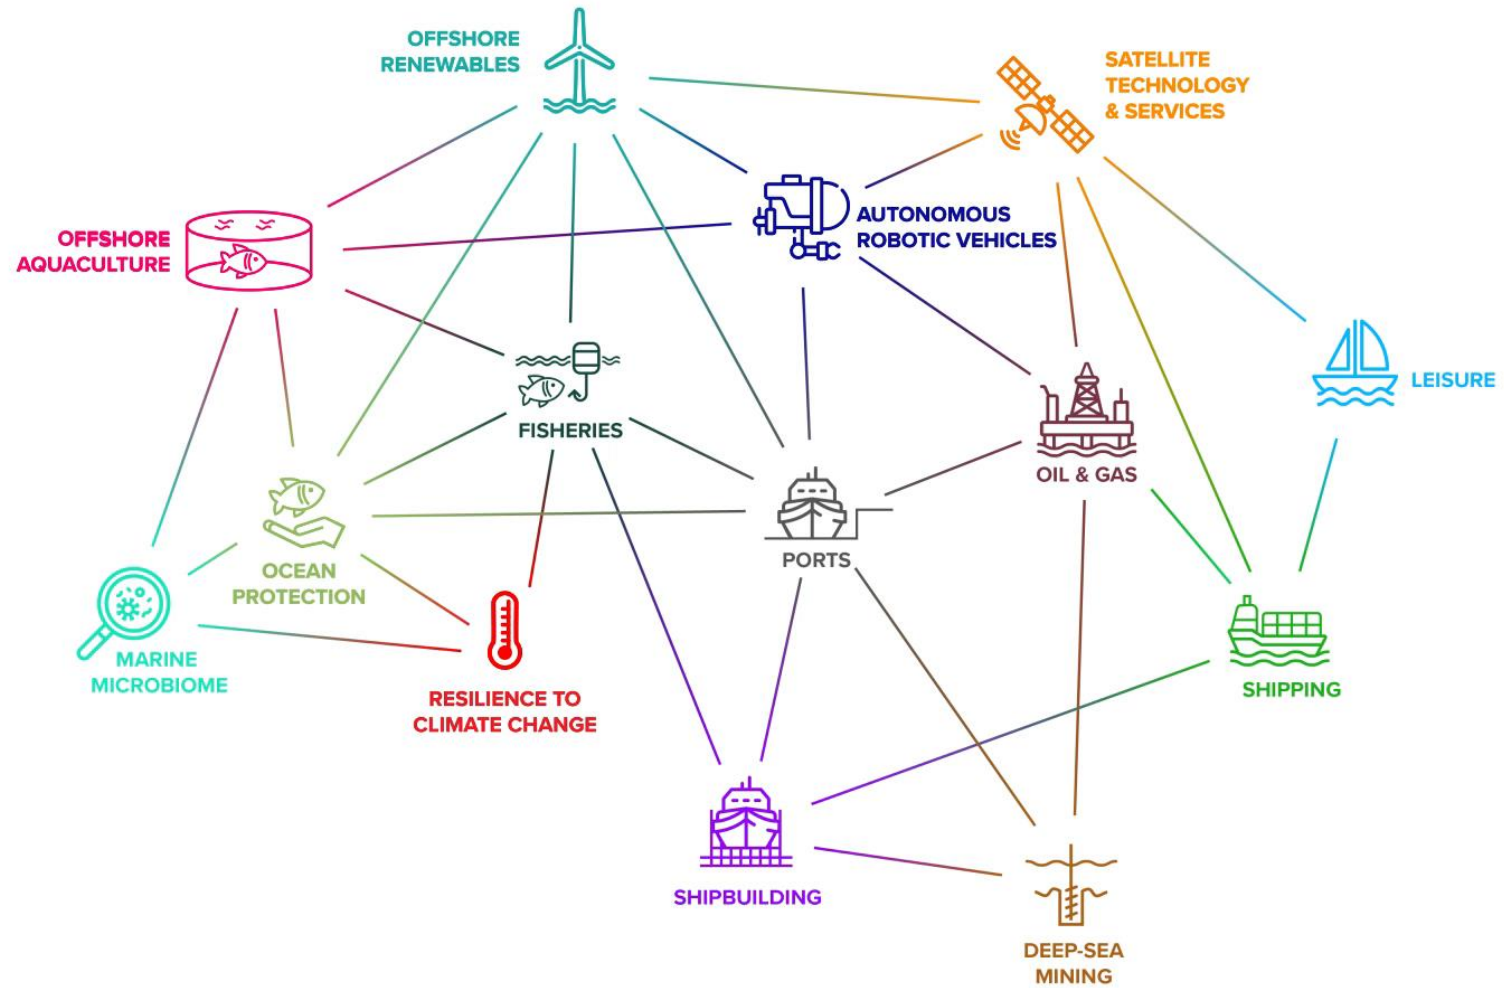 OFFSHORE
RENEWABLES
SATELLITE
TECHNOLOGY
& SERVICES
AUTONOMOUS
ROBOTIC VEHICLES
OFFSHORE
AQUACULTURE
LEISURE
FISHERIES
OIL & GAS
PORTS
OCEAN
PROTECTION
MARINE
MICROBIOME
RESILIENCE TO
CLIMATE CHANGE
SHIPPING
SHIPBUILDING
DEEP-SEA
MINING